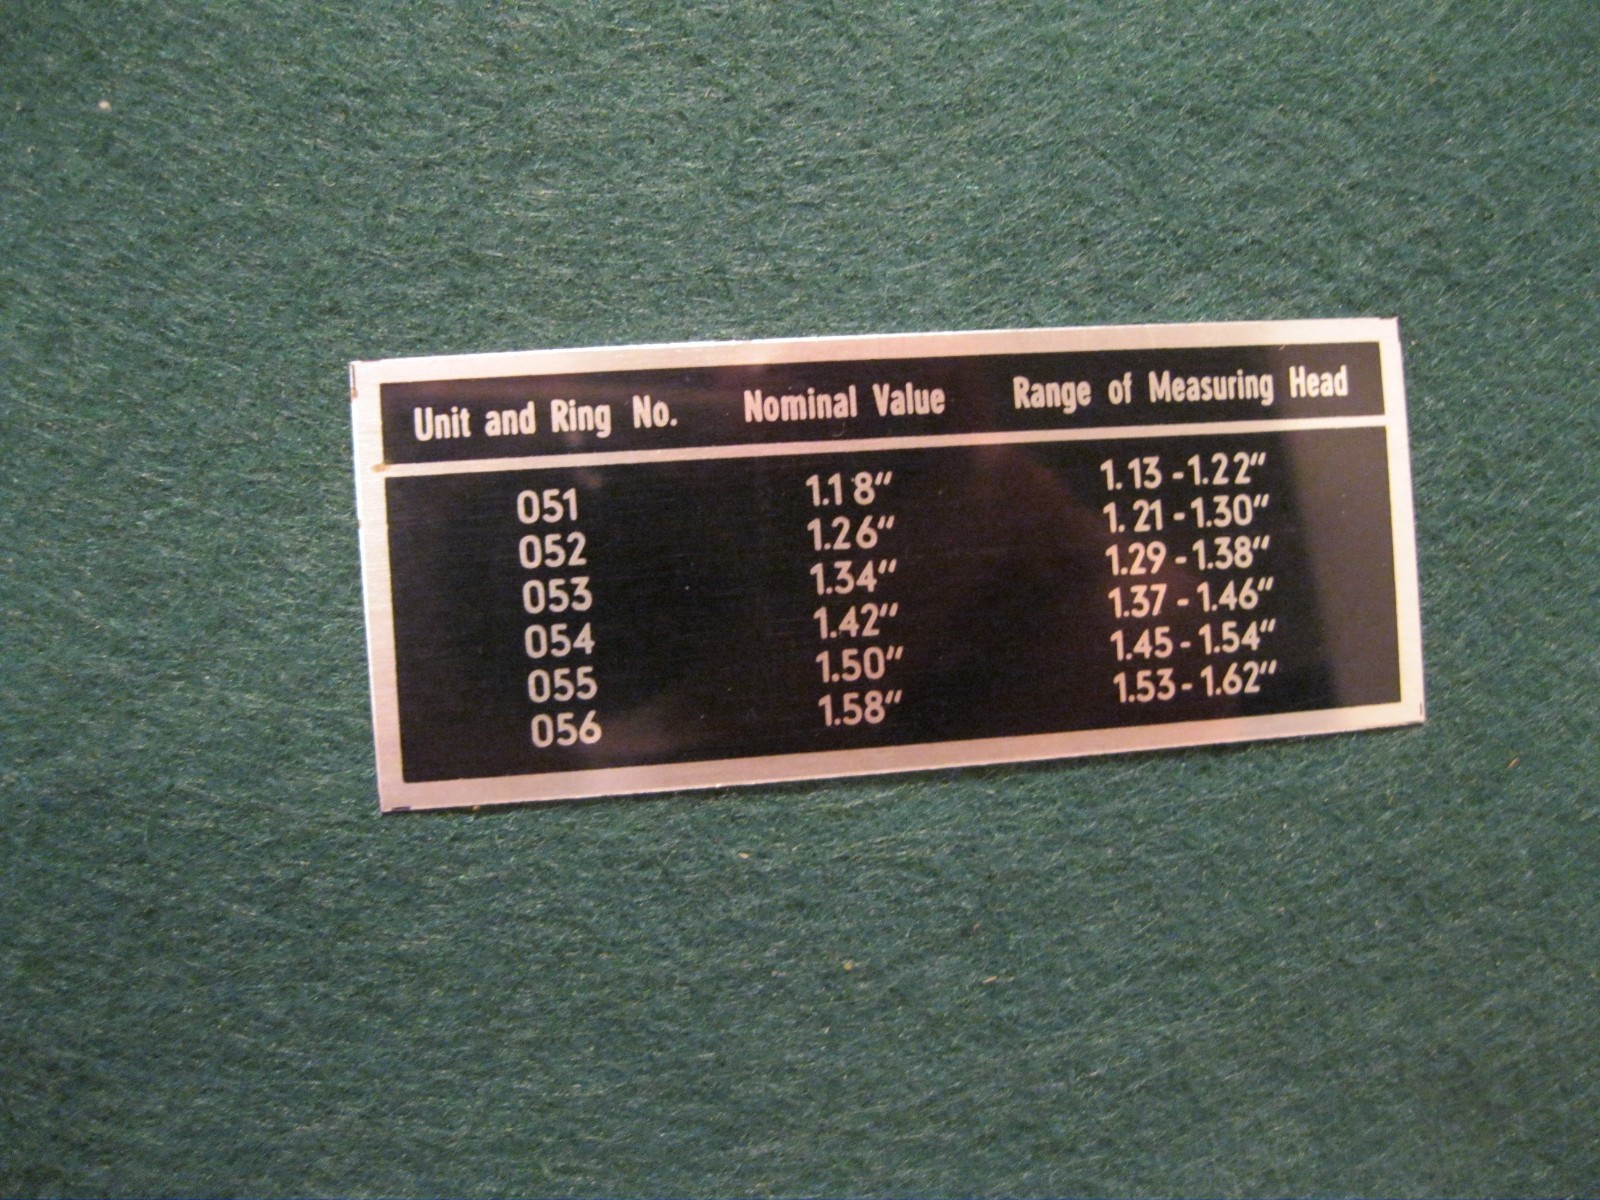 Unit and Ring No. Nominal Value Range of Measuring Head
051 1.18" 1.13 - 1.22"
052 1.26" 1.21 - 1.30"
053 1.34" 1.29 - 1.38"
054 1.42" 1.37 - 1.46"
055 1.50" 1.45 - 1.54"
056 1.58" 1.53 - 1.62"